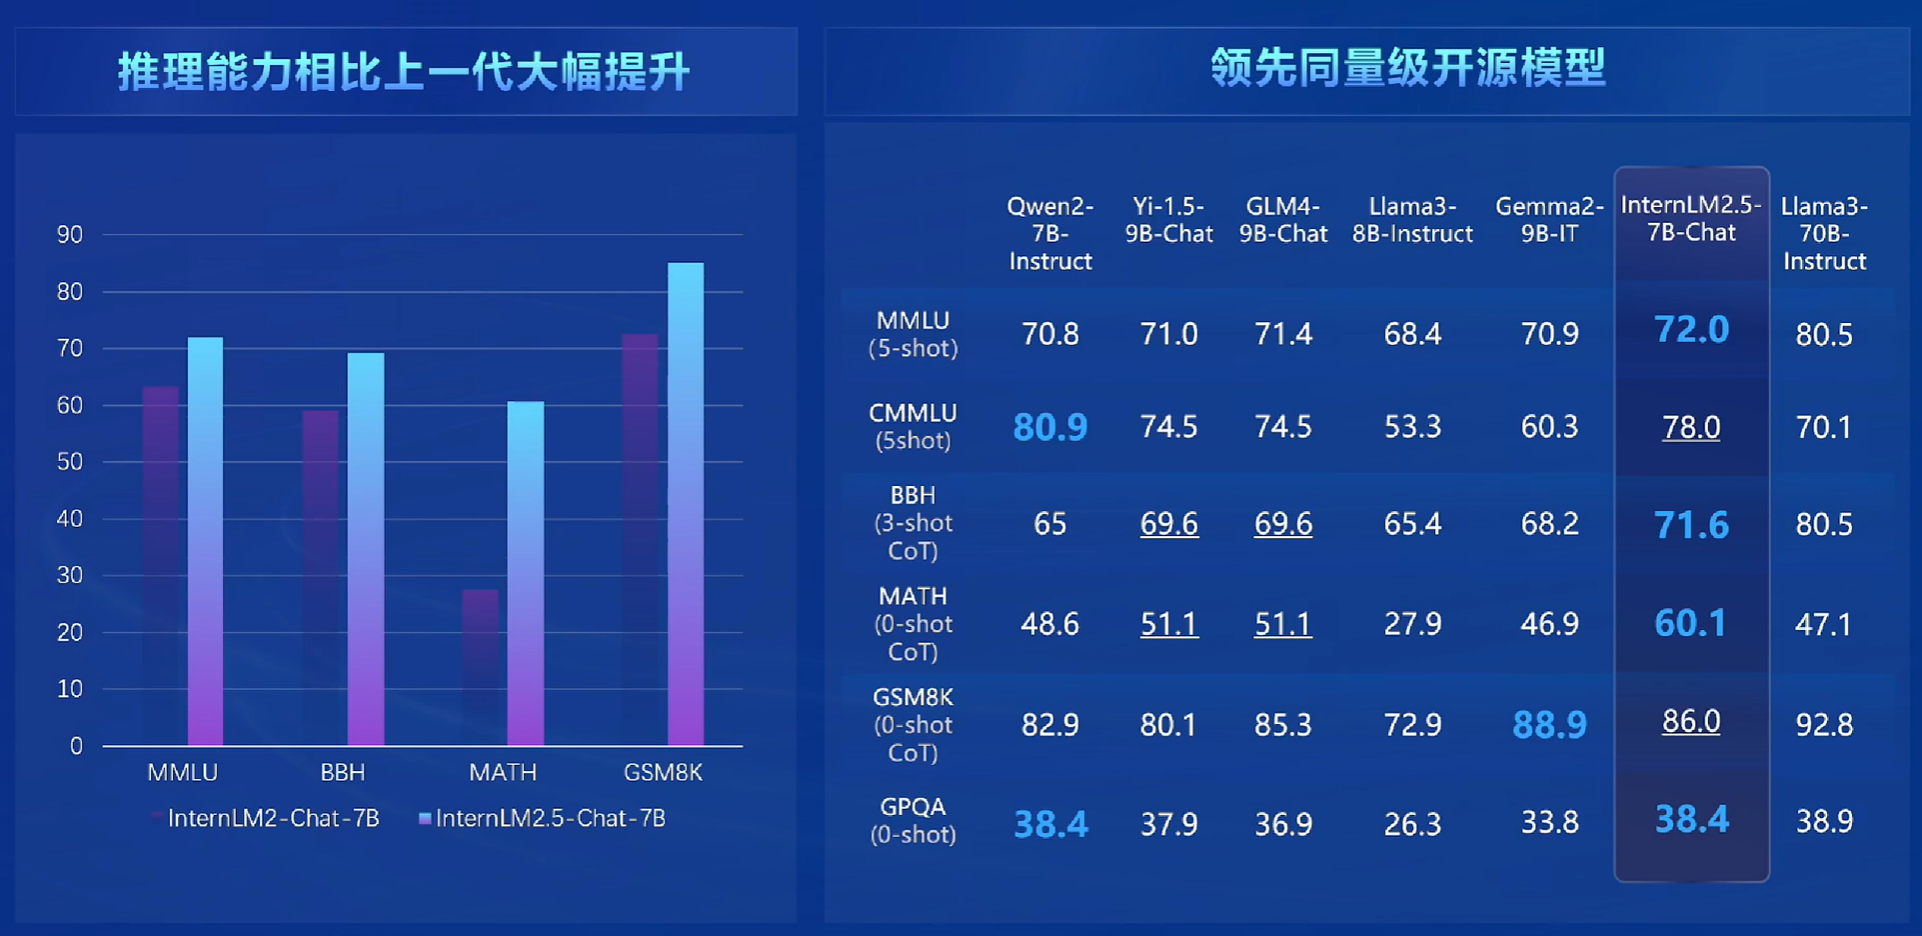 推理能力相比上一代大幅提升
90
80
70
60
50
40
30
20
10
0
MMLU BBH MATH GSM8K
InternLM2-Chat-7B InternLM2.5-Chat-7B
领先同量级开源模型
Qwen2- Yi-1.5- GLM4- Llama3- Gemma2- InternLM2.5- Llama3-
7B- 9B-Chat 9B-Chat 8B-Instruct 9B-IT 7B-Chat 70B-
Instruct Instruct
MMLU
(5-shot) 70.8 71.0 71.4 68.4 70.9 72.0 80.5
CMMLU
(5shot) 80.9 74.5 74.5 53.3 60.3 78.0 70.1
BBH
(3-shot 65 69.6 69.6 65.4 68.2 71.6 80.5
CoT)
MATH
(0-shot 48.6 51.1 51.1 27.9 46.9 60.1 47.1
CoT)
GSM8K
(0-shot 82.9 80.1 85.3 72.9 88.9 86.0 92.8
CoT)
GPQA
(0-shot) 38.4 37.9 36.9 26.3 33.8 38.4 38.9